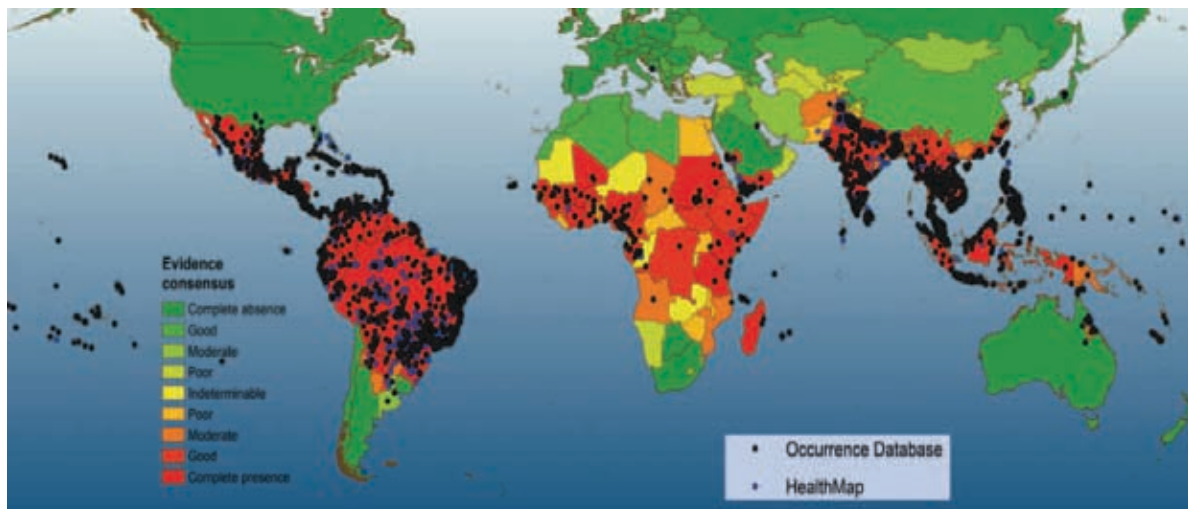 Evidence
consensus
Complete absence
Good
Moderate
Poor
Indeterminable
Poor
Moderate
Good
Complete presence
Occurrence Database
HealthMap